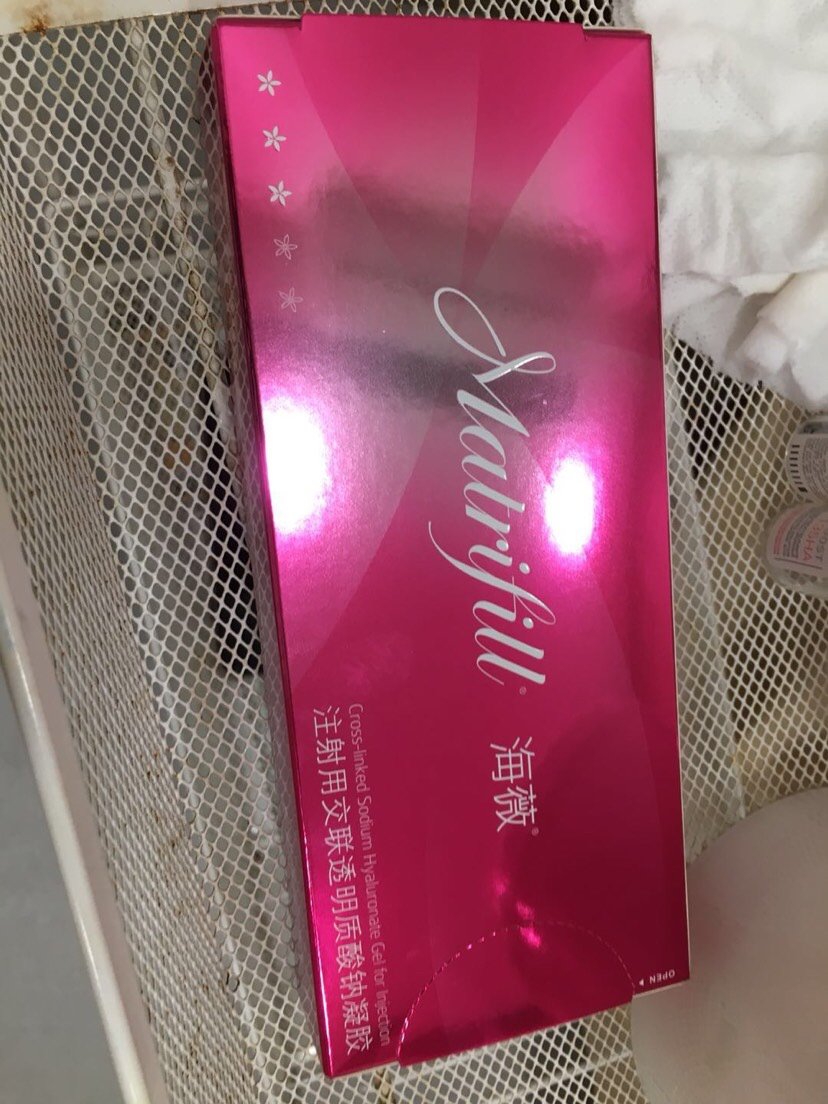 Matrifill®
海薇®
Cross-linked Sodium Hyaluronate Gel for Injection
注射用交联透明质酸钠凝胶
OPEN